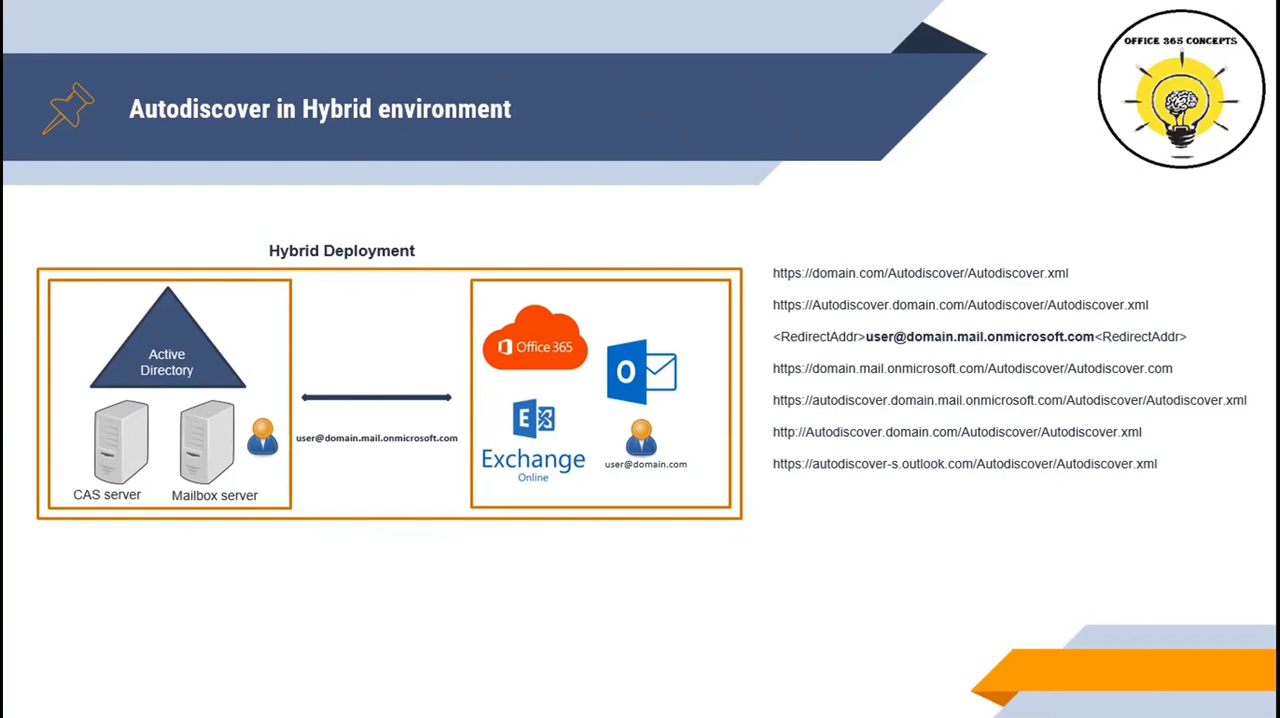 OFFICE 365 CONCEPTS
Autodiscover in Hybrid environment
Hybrid Deployment
Active
Directory
CAS server
Mailbox server
user@domain.mail.onmicrosoft.com
Office 365
O
E
Exchange
Online
user@domain.com
https://domain.com/Autodiscover/Autodiscover.xml
https://Autodiscover.domain.com/Autodiscover/Autodiscover.xml
<RedirectAddr>user@domain.mail.onmicrosoft.com<RedirectAddr>
https://domain.mail.onmicrosoft.com/Autodiscover/Autodiscover.com
https://autodiscover.domain.mail.onmicrosoft.com/Autodiscover/Autodiscover.xml
http://Autodiscover.domain.com/Autodiscover/Autodiscover.xml
https://autodiscover-s.outlook.com/Autodiscover/Autodiscover.xml